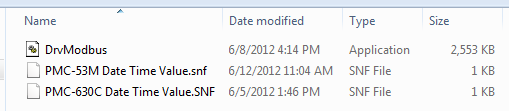 Name Date modified Type Size
DrvModbus 6/8/2012 4:14 PM Application 2,553 KB
PMC-53M Date Time Value.snf 6/12/2012 11:04 AM SNF File 1 KB
PMC-630C Date Time Value.SNF 6/5/2012 1:46 PM SNF File 1 KB